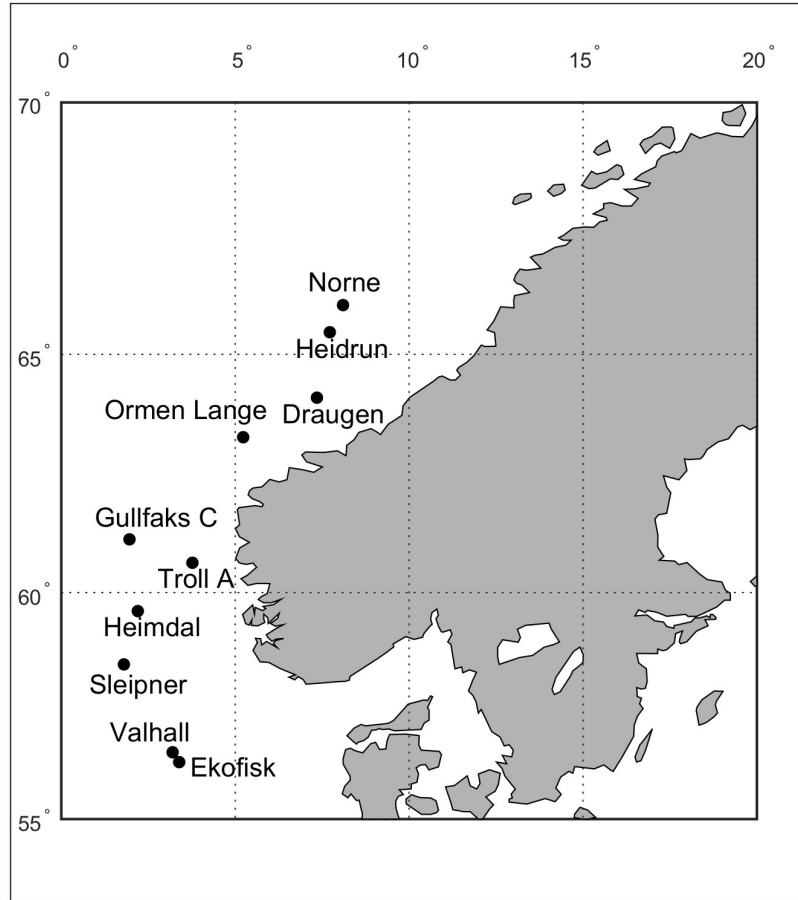 0° 5° 10° 15° 20°
70°
Norne
Heidrun
65°
Ormen Lange
Draugen
Gullfaks C
Troll A
60°
Heimdal
Sleipner
Valhall
Ekofisk
55°